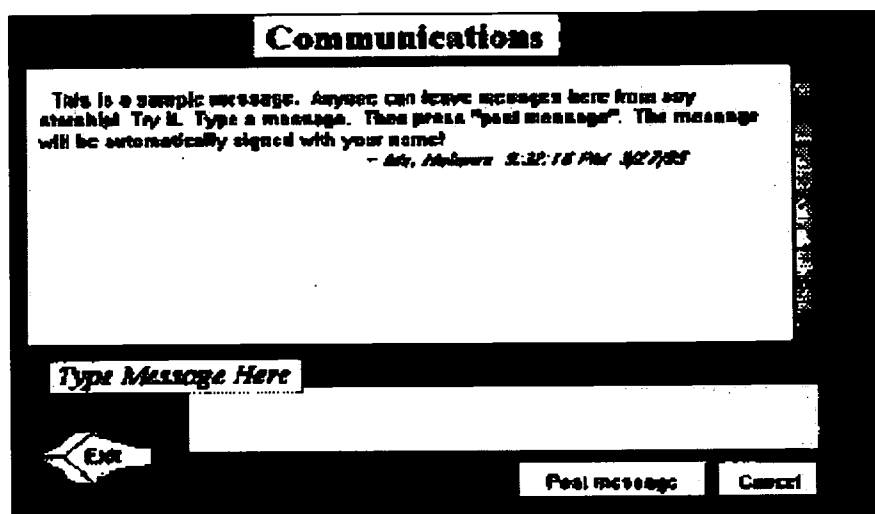 Communications
This is a sample message. Anyone can leave messages here from any
starship! Try it. Type a message. Then press "post message". The message
will be automatically signed with your name!
- Mr.
Type Message Here
Exit
Post message
Cancel